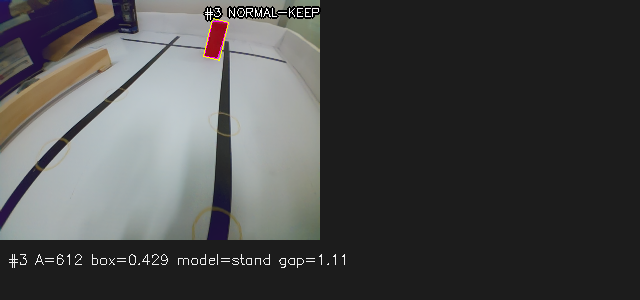 #3 NORMAL-KEEP
#3 A=612 box=0.429 model=stand gap=1.11